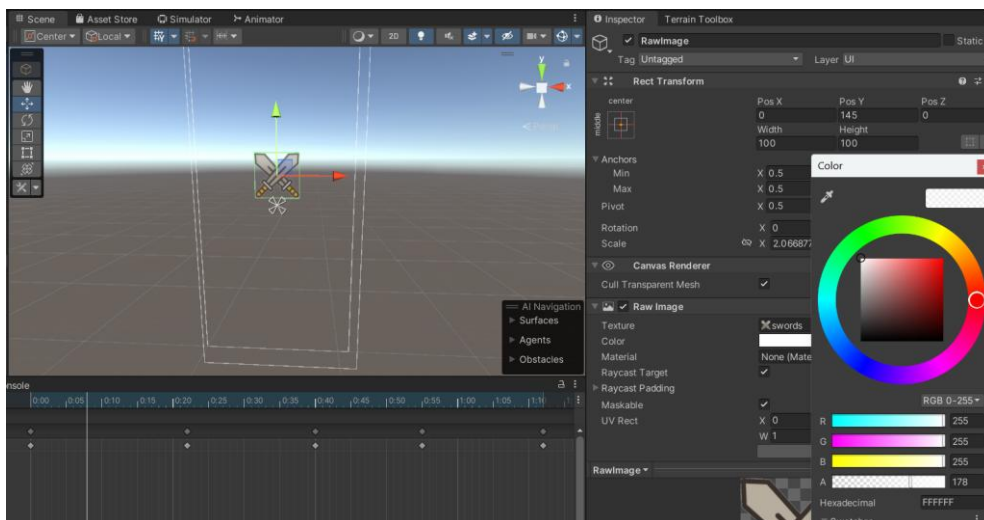 Scene Asset Store Simulator Animator
Center Local 2D
y
x
< Persp
AI Navigation
Surfaces
Agents
Obstacles
nsole
0:00 0:05 0:10 0:15 0:20 0:25 0:30 0:35 0:40 0:45 0:50 0:55 1:00 1:05 1:10
Inspector Terrain Toolbox
RawImage Static
Tag Untagged Layer UI
Rect Transform
center Pos X Pos Y Pos Z
middle 0 145 0
Width Height
100 100
Anchors
Min X 0.5
Max X 0.5
Pivot X 0.5
Rotation X 0
Scale X 2.066877
Canvas Renderer
Cull Transparent Mesh
Raw Image
Texture swords
Color
Material None (Mate
Raycast Target
Raycast Padding
Maskable
UV Rect X 0
W 1
RawImage
Color
RGB 0-255
R 255
G 255
B 255
A 178
Hexadecimal FFFFFF